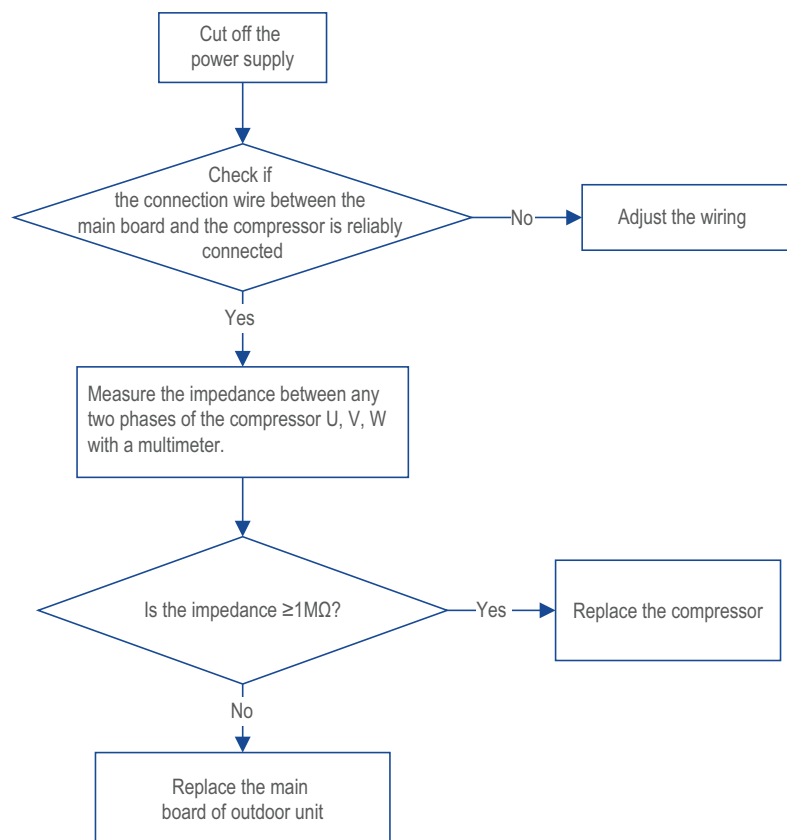 Cut off the
power supply
Check if
the connection wire between the
main board and the compressor is reliably
connected
No
Adjust the wiring
Yes
Measure the impedance between any
two phases of the compressor U, V, W
with a multimeter.
Is the impedance ≥1MΩ?
Yes
Replace the compressor
No
Replace the main
board of outdoor unit